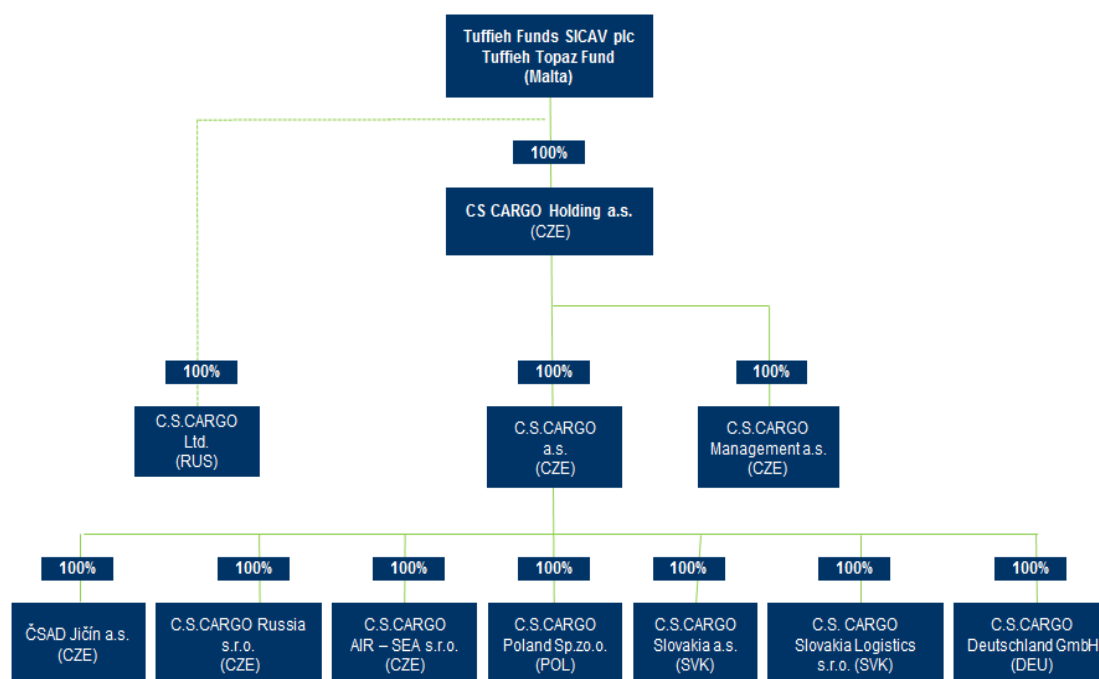 Tuffieh Funds SICAV plc
Tuffieh Topaz Fund
(Malta)
100%
CS CARGO Holding a.s.
(CZE)
100%
100%
100%
C.S.CARGO
Ltd.
(RUS)
C.S.CARGO
a.s.
(CZE)
C.S.CARGO
Management a.s.
(CZE)
100%
100%
100%
100%
100%
100%
100%
ČSAD Jičín a.s.
(CZE)
C.S.CARGO Russia
s.r.o.
(CZE)
C.S.CARGO
AIR – SEA s.r.o.
(CZE)
C.S.CARGO
Poland Sp.zo.o.
(POL)
C.S.CARGO
Slovakia a.s.
(SVK)
C.S. CARGO
Slovakia Logistics
s.r.o. (SVK)
C.S.CARGO
Deutschland GmbH
(DEU)